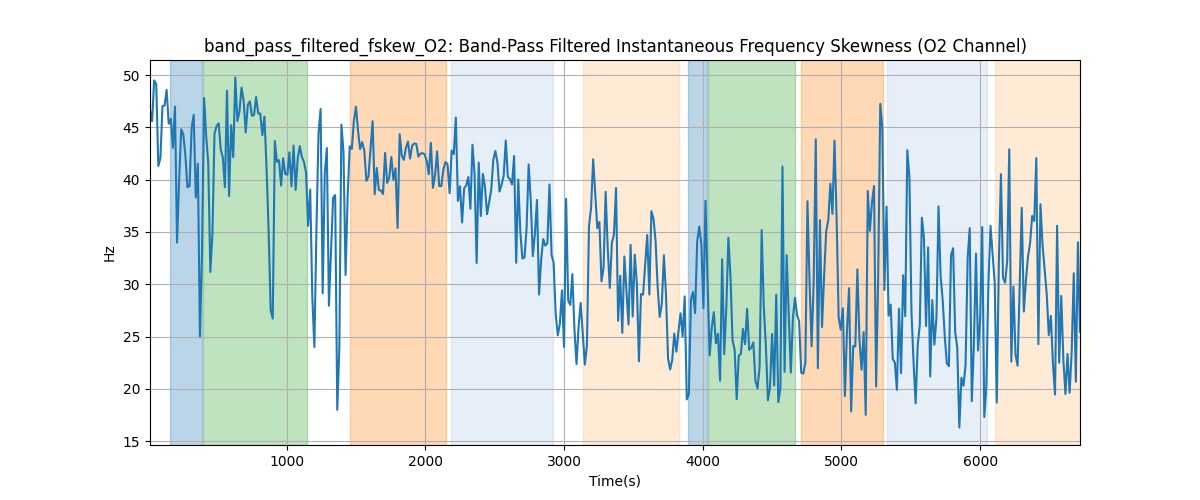 band_pass_filtered_fskew_O2: Band-Pass Filtered Instantaneous Frequency Skewness (O2 Channel)
50
45
40
35
30
25
20
15
Hz
1000 2000 3000 4000 5000 6000
Time(s)